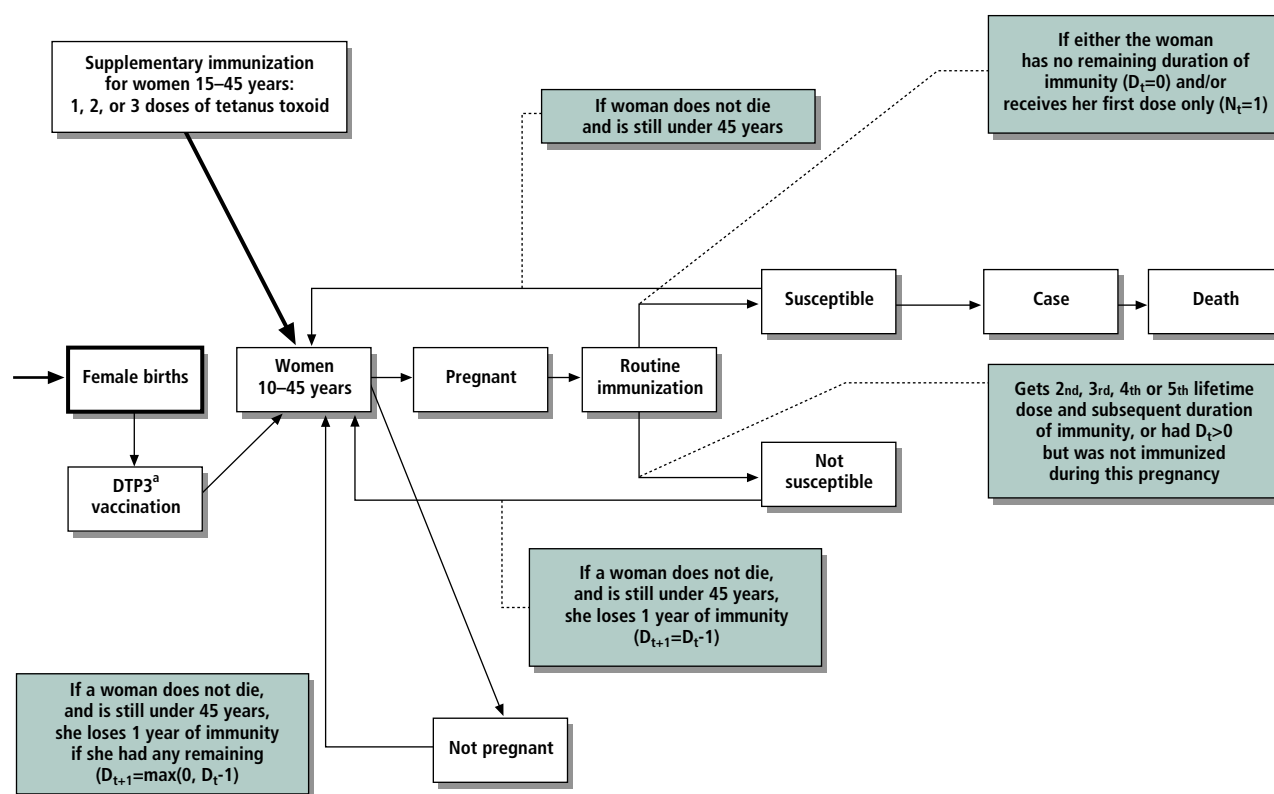 Supplementary immunization
for women 15–45 years:
1, 2, or 3 doses of tetanus toxoid
If woman does not die
and is still under 45 years
If either the woman
has no remaining duration of
immunity (Dt=0) and/or
receives her first dose only (Nt=1)
Susceptible
Case
Death
Female births
Women
10–45 years
Pregnant
Routine
immunization
Gets 2nd, 3rd, 4th or 5th lifetime
dose and subsequent duration
of immunity, or had Dt>0
but was not immunized
during this pregnancy
DTP3a
vaccination
Not
susceptible
If a woman does not die,
and is still under 45 years,
she loses 1 year of immunity
(Dt+1=Dt-1)
If a woman does not die,
and is still under 45 years,
she loses 1 year of immunity
if she had any remaining
(Dt+1=max(0, Dt-1)
Not pregnant